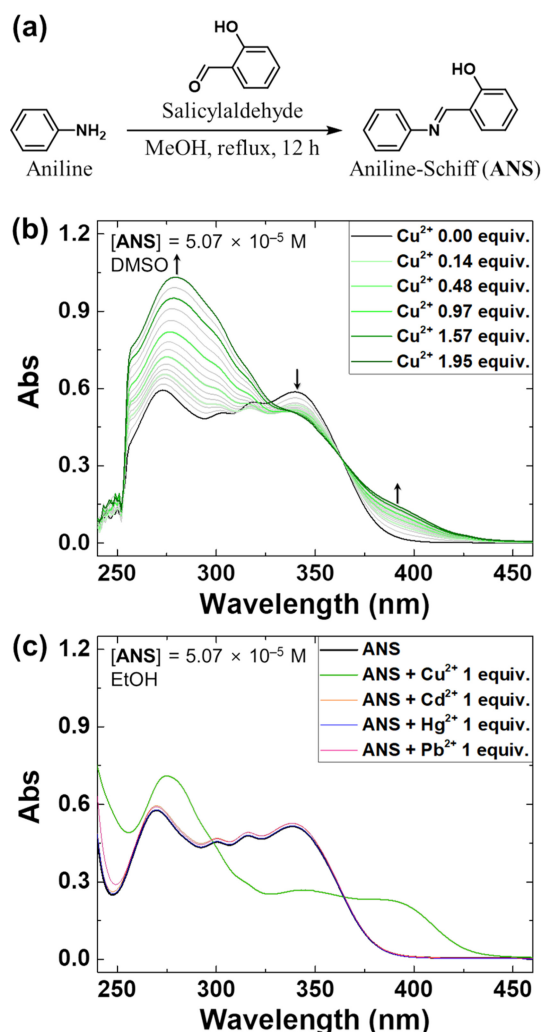 (a)
HO
O
Salicylaldehyde
NH₂
Aniline
MeOH, reflux, 12 h
HO
N
Aniline-Schiff (ANS)
(b)
1.2
0.9
0.6
0.3
0.0
Abs
[ANS] = 5.07 × 10⁻⁵ M
DMSO
Cu²⁺ 0.00 equiv.
Cu²⁺ 0.14 equiv.
Cu²⁺ 0.48 equiv.
Cu²⁺ 0.97 equiv.
Cu²⁺ 1.57 equiv.
Cu²⁺ 1.95 equiv.
250 300 350 400 450
Wavelength (nm)
(c)
1.2
0.9
0.6
0.3
0.0
Abs
[ANS] = 5.07 × 10⁻⁵ M
EtOH
ANS
ANS + Cu²⁺ 1 equiv.
ANS + Cd²⁺ 1 equiv.
ANS + Hg²⁺ 1 equiv.
ANS + Pb²⁺ 1 equiv.
250 300 350 400 450
Wavelength (nm)